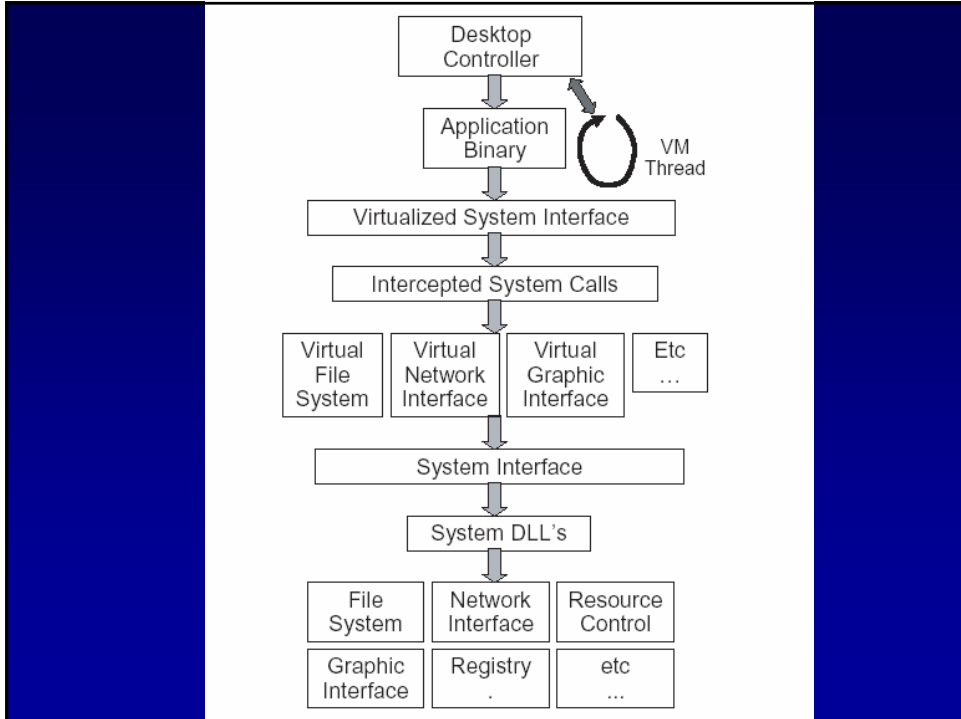 Desktop
Controller
Application
Binary
VM
Thread
Virtualized System Interface
Intercepted System Calls
Virtual
File
System
Virtual
Network
Interface
Virtual
Graphic
Interface
Etc
...
System Interface
System DLL's
File
System
Network
Interface
Resource
Control
Graphic
Interface
Registry
.
etc
...